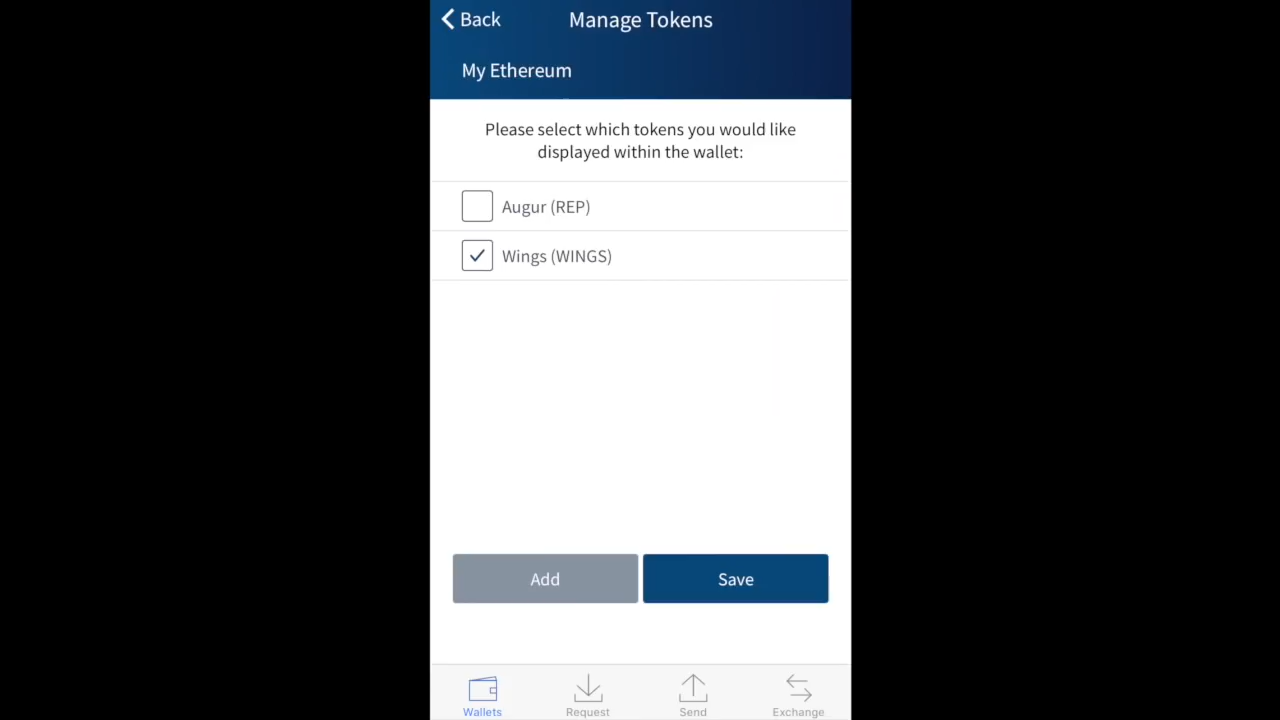 Back
Manage Tokens
My Ethereum
Please select which tokens you would like
displayed within the wallet:
Augur (REP)
Wings (WINGS)
Add
Save
Wallets
Request
Send
Exchange